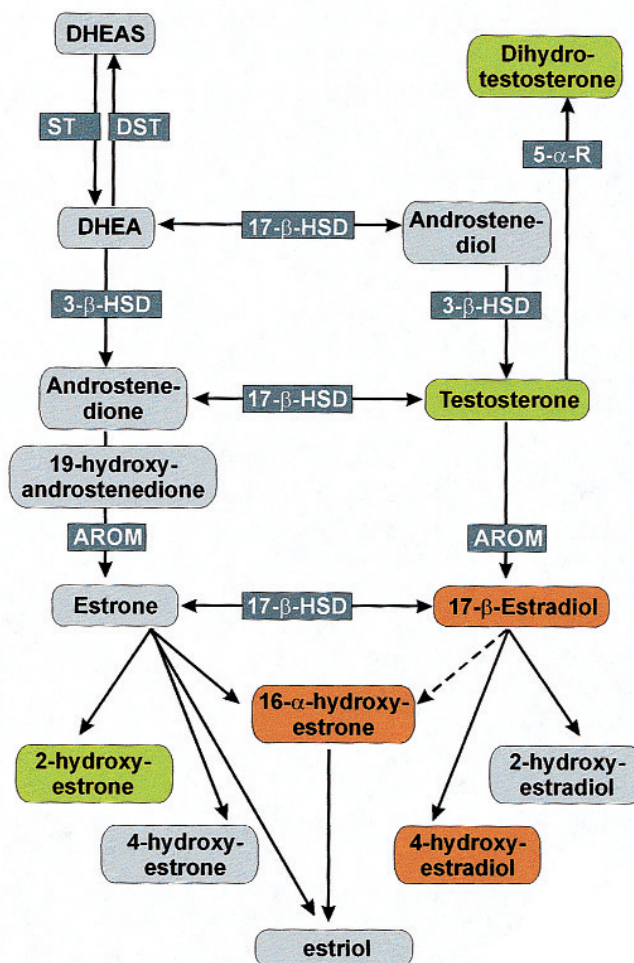 DHEAS
Dihydro-
testosterone
ST
DST
5-α-R
DHEA
17-β-HSD
Androstene-
diol
3-β-HSD
3-β-HSD
Androstene-
dione
17-β-HSD
Testosterone
19-hydroxy-
androstenedione
AROM
AROM
Estrone
17-β-HSD
17-β-Estradiol
16-α-hydroxy-
estrone
2-hydroxy-
estrone
2-hydroxy-
estradiol
4-hydroxy-
estrone
4-hydroxy-
estradiol
estriol